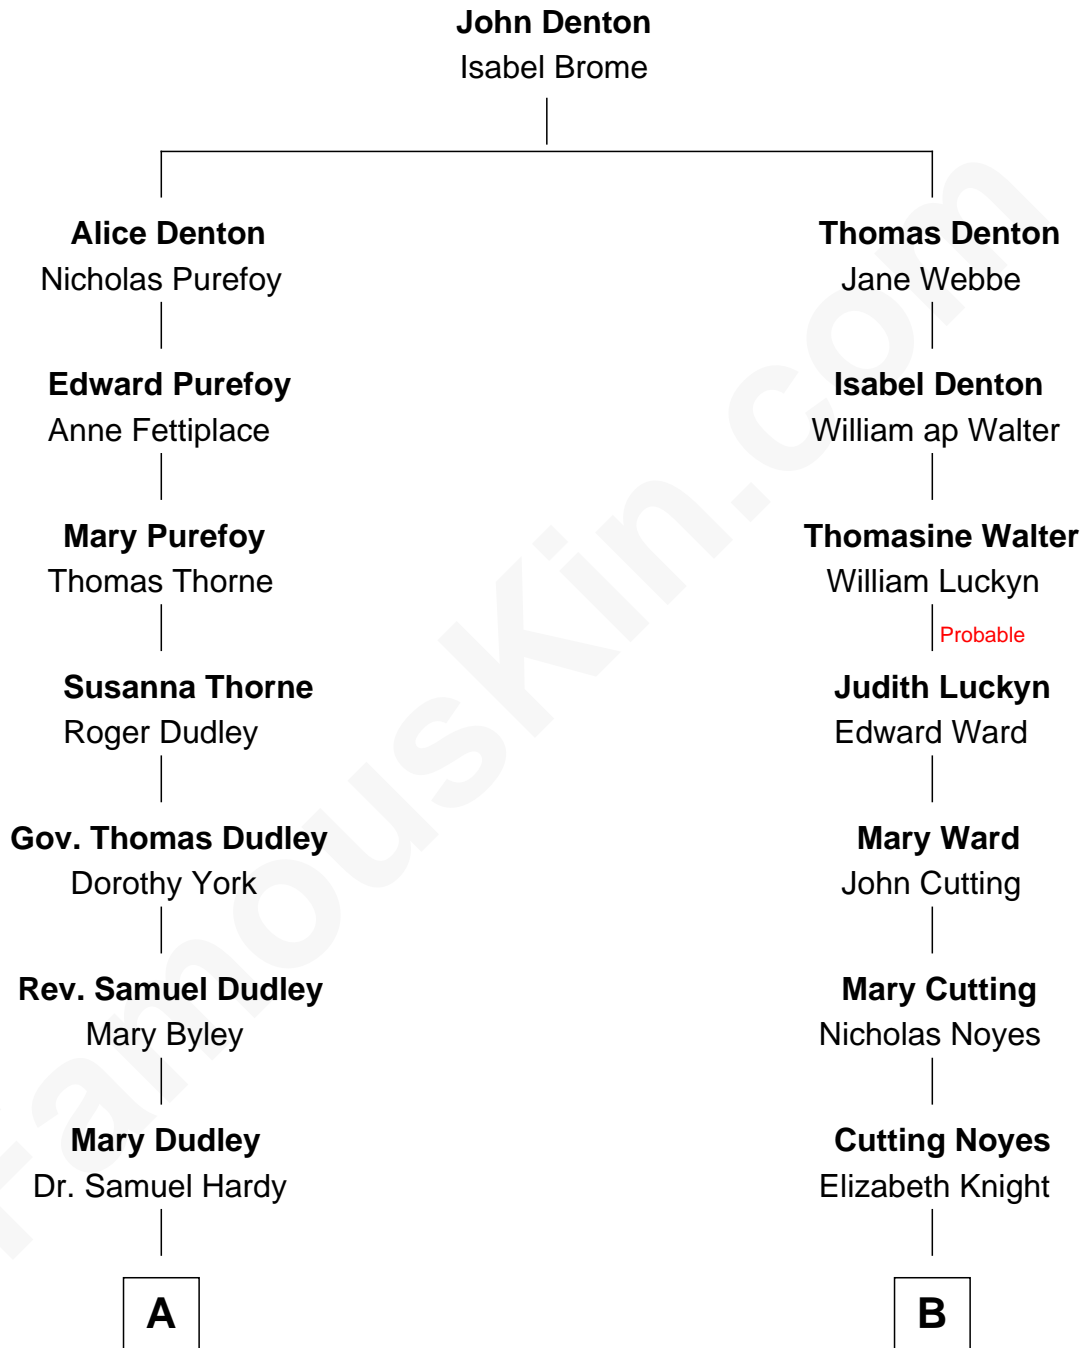 John Denton
Isabel Brome
Alice Denton
Nicholas Purefoy
Edward Purefoy
Anne Fettiplace
Mary Purefoy
Thomas Thorne
Susanna Thorne
Roger Dudley
Gov. Thomas Dudley
Dorothy York
Rev. Samuel Dudley
Mary Byley
Mary Dudley
Dr. Samuel Hardy
A
Thomas Denton
Jane Webbe
Isabel Denton
William ap Walter
Thomasine Walter
William Luckyn
Probable
Judith Luckyn
Edward Ward
Mary Ward
John Cutting
Mary Cutting
Nicholas Noyes
Cutting Noyes
Elizabeth Knight
B
FamousKin.com